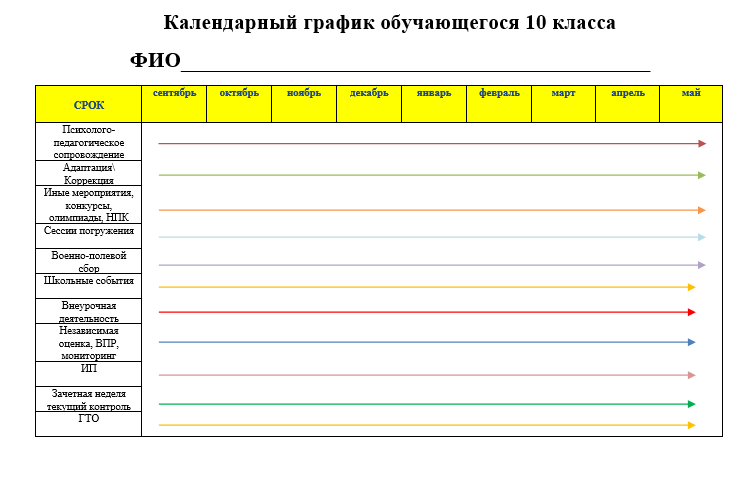 Календарный график обучающегося 10 класса
ФИО___________________________________________
СРОК
сентябрь
октябрь
ноябрь
декабрь
январь
февраль
март
апрель
май
Психолого-
педагогическое
сопровождение
Адаптация\
Коррекция
Иные мероприятия,
конкурсы,
олимпиады, НПК
Сессии погружения
Военно-полевой
сбор
Школьные события
Внеурочная
деятельность
Независимая
оценка, ВПР,
мониторинг
ИП
Зачетная неделя
текущий контроль
ГТО